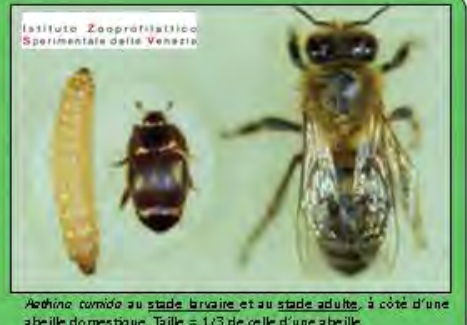 Istituto Zooprofilattico
Sperimentale delle Venezie
Aethina tumida au stade larvaire et au stade adulte, à côté d'une
abeille domestique. Taille = 1/3 de celle d'une abeille.